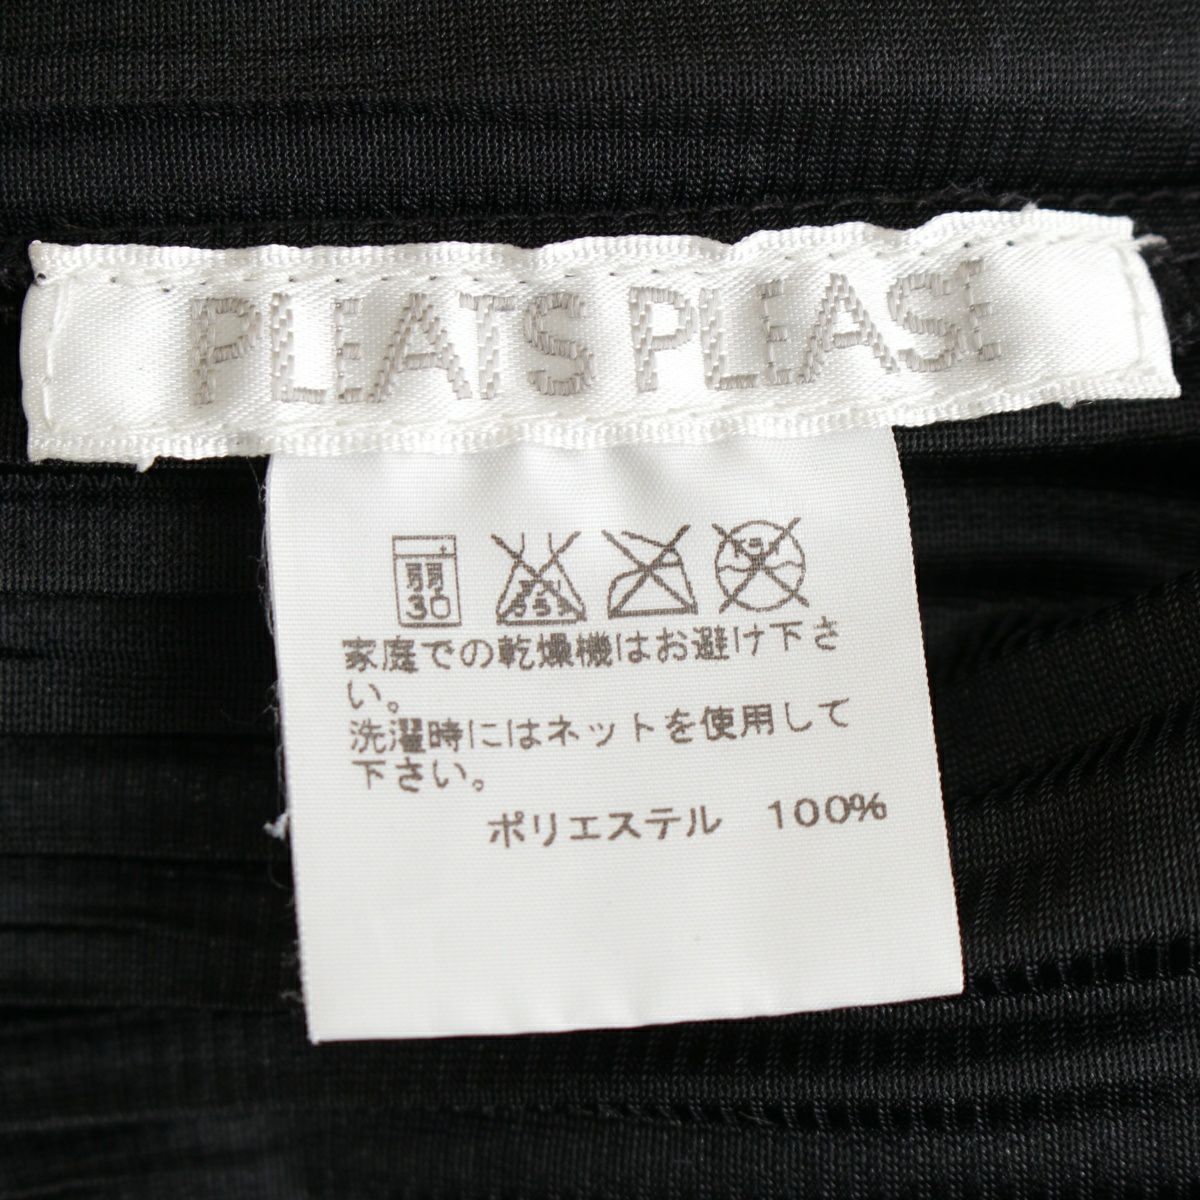 PLEATS PLEASE
弱
30
家庭での乾燥機はお避け下さ
い。
洗濯時にはネットを使用して
下さい。
ポリエステル 100%